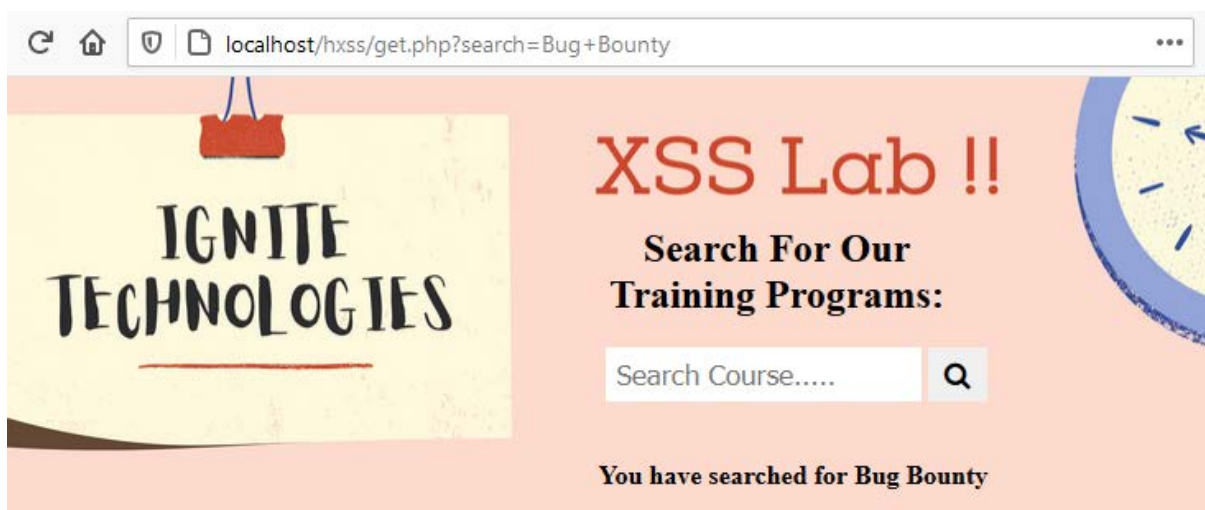 localhost/hxss/get.php?search=Bug+Bounty
IGNITE
TECHNOLOGIES
XSS Lab !!
Search For Our
Training Programs:
Search Course.....
You have searched for Bug Bounty